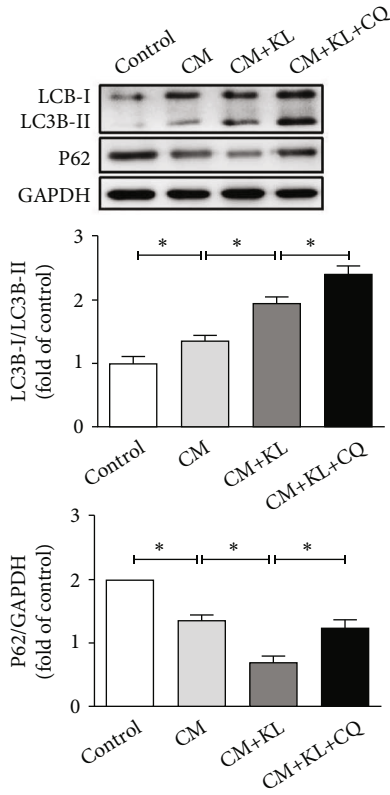 Control CM CM+KL CM+KL+CQ
LCB-I
LC3B-II
P62
GAPDH
LC3B-I/LC3B-II
(fold of control)
3
2
1
0
* * *
Control CM CM+KL CM+KL+CQ
P62/GAPDH
(fold of control)
3
2
1
0
* * *
Control CM CM+KL CM+KL+CQ